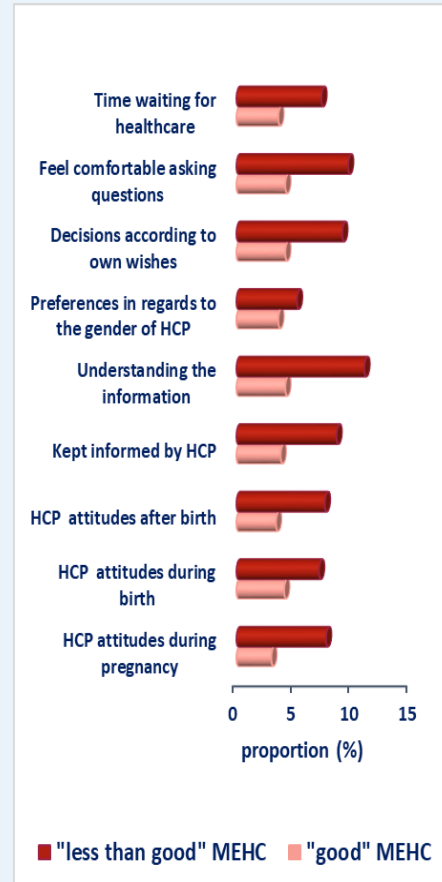 Time waiting for
healthcare
Feel comfortable asking
questions
Decisions according to
own wishes
Preferences in regards to
the gender of HCP
Understanding the
information
Kept informed by HCP
HCP attitudes after birth
HCP attitudes during
birth
HCP attitudes during
pregnancy
0 5 10 15
proportion (%)
"less than good" MEHC "good" MEHC